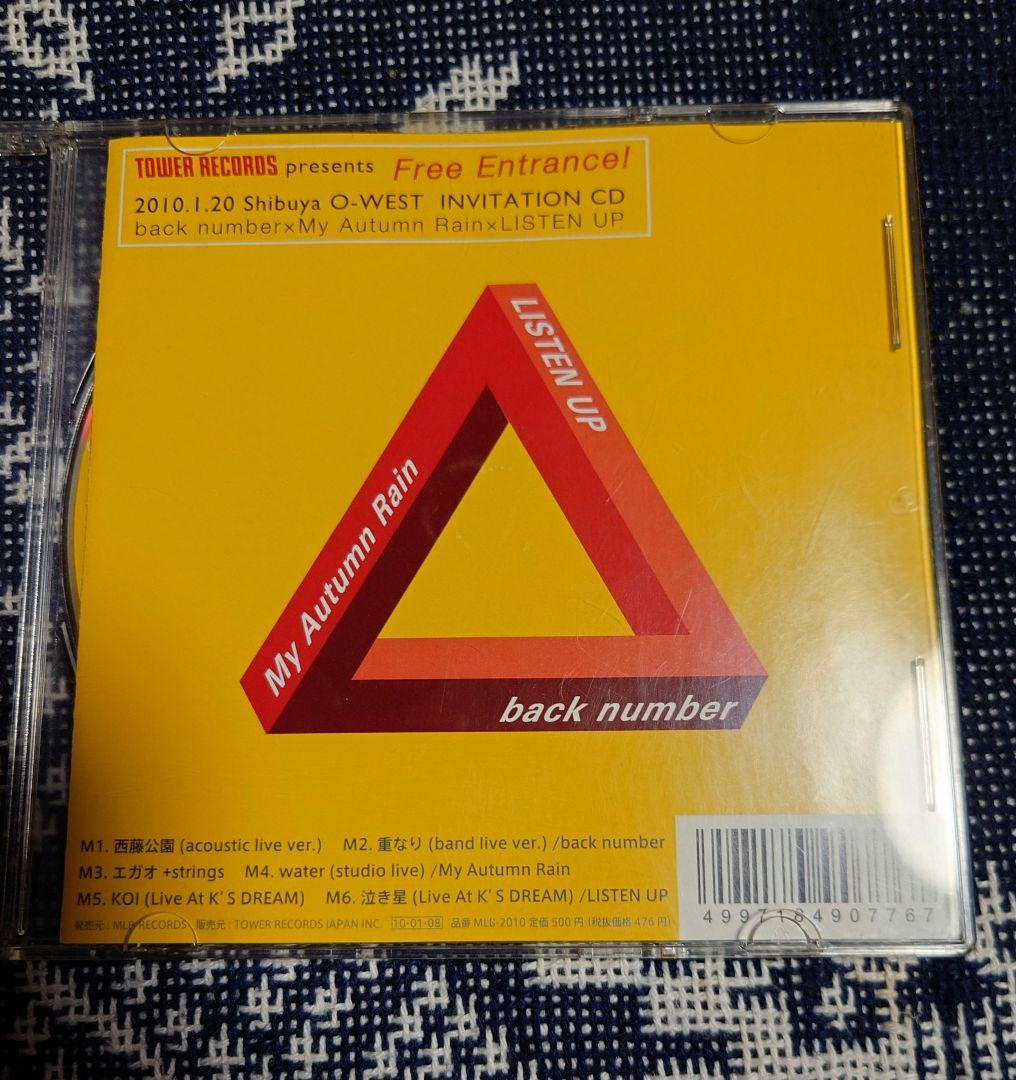 TOWER RECORDS presents Free Entrance!
2010.1.20 Shibuya O-WEST INVITATION CD
back number×My Autumn Rain×LISTEN UP
LISTEN UP
My Autumn Rain
back number
M1. 西藤公園 (acoustic live ver.) M2. 重なり (band live ver.) /back number
M3. エガオ +strings M4. water (studio live) /My Autumn Rain
M5. KOI (Live At K'S DREAM) M6. 泣き星 (Live At K'S DREAM) /LISTEN UP
発売元 : MLB RECORDS 販売元 : TOWER RECORDS JAPAN INC. 10-01-08 品番 MLB-2010 定価 500 円 (税抜価格 476 円)
4997184907767